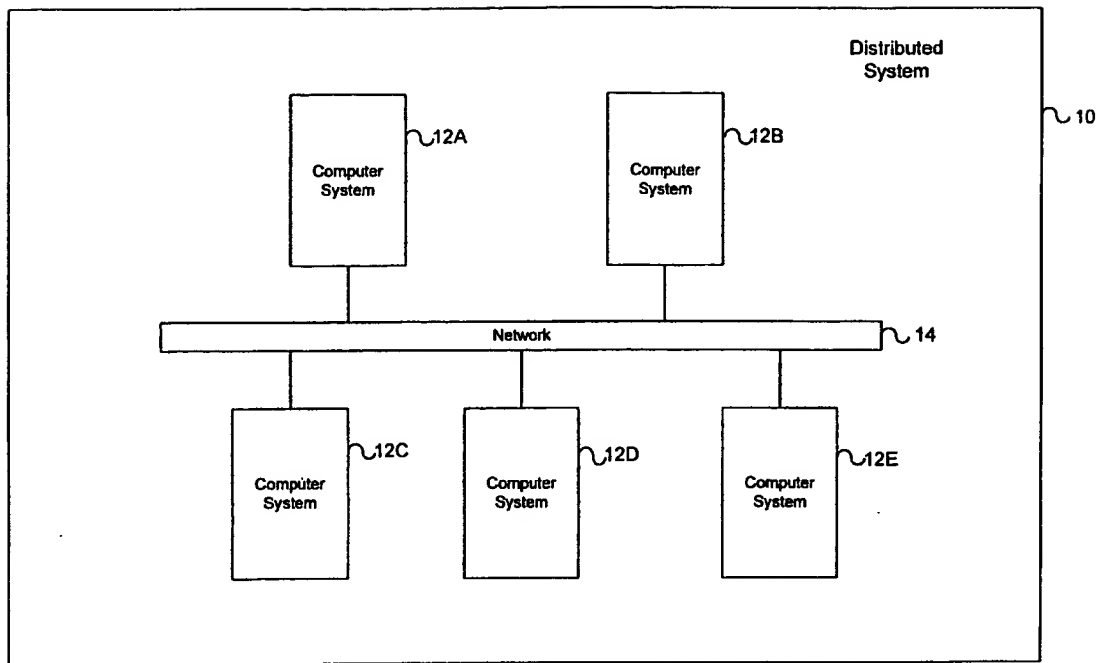 Distributed
System
10
12A
12B
Computer
System
Computer
System
Network
14
12C
12D
12E
Computer
System
Computer
System
Computer
System